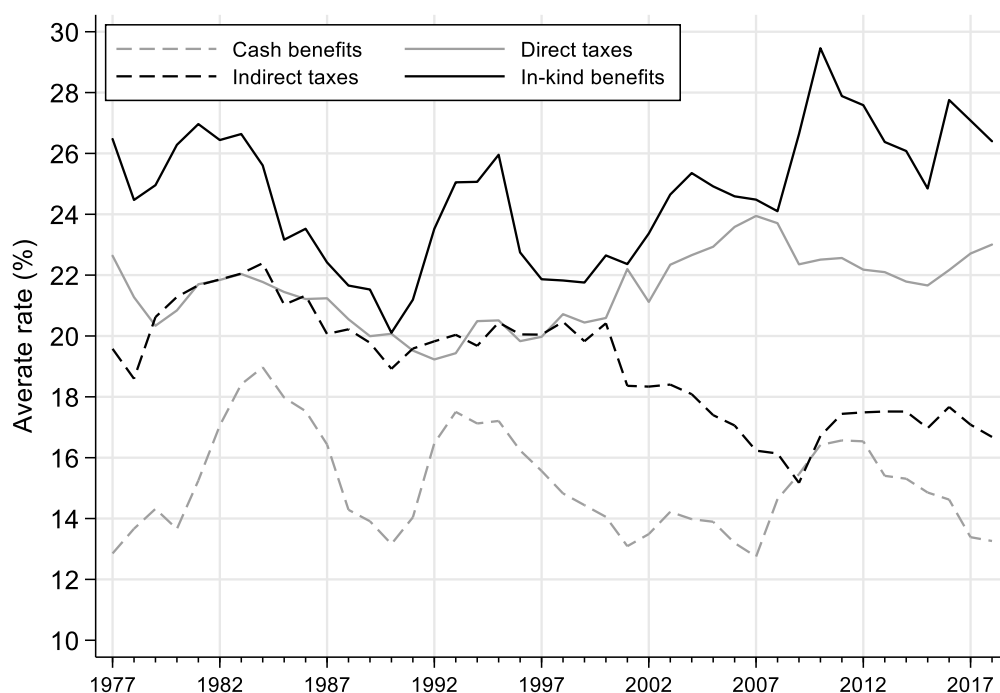 Cash benefits
Direct taxes
Indirect taxes
In-kind benefits
Averate rate (%)
30
28
26
24
22
20
18
16
14
12
10
1977 1982 1987 1992 1997 2002 2007 2012 2017